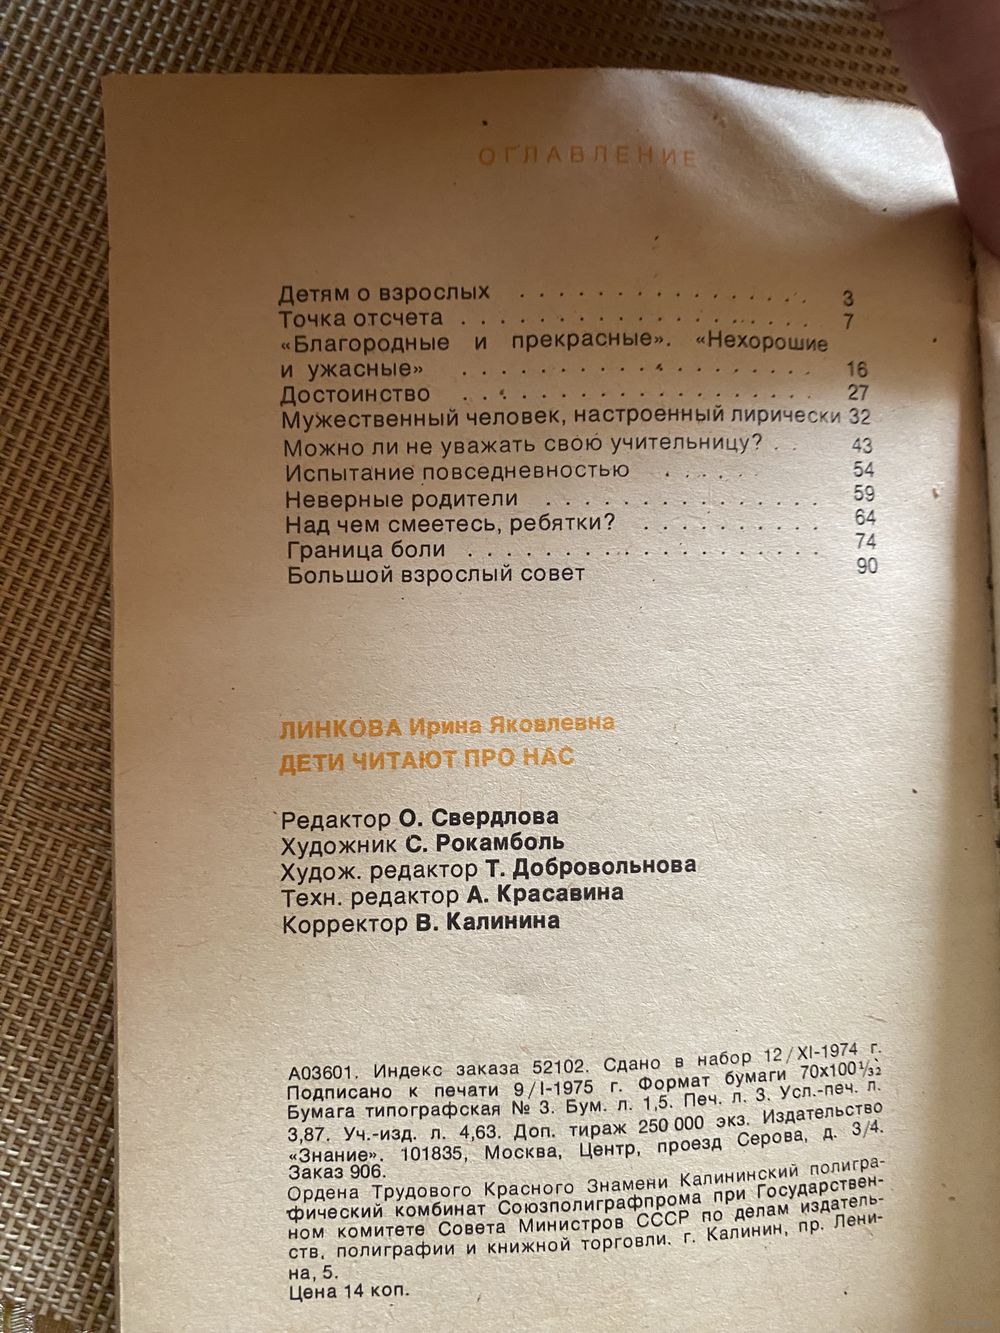 ОГЛАВЛЕНИЕ
Детям о взрослых . . . . . . . . . . . . . . . 3
Точка отсчета . . . . . . . . . . . . . . . . . 7
«Благородные и прекрасные». «Нехорошие
и ужасные» . . . . . . . . . . . . . . . . . 16
Достоинство . . . . . . . . . . . . . . . . . 27
Мужественный человек, настроенный лирически 32
Можно ли не уважать свою учительницу? . . 43
Испытание повседневностью . . . . . 54
Неверные родители . . . . . . . . . . . . 59
Над чем смеетесь, ребятки? . . . . . . . . 64
Граница боли . . . . . . . . . . . . . . . . . 74
Большой взрослый совет 90
ЛИНКОВА Ирина Яковлевна
ДЕТИ ЧИТАЮТ ПРО НАС
Редактор О. Свердлова
Художник С. Рокамболь
Худож. редактор Т. Добровольнова
Техн. редактор А. Красавина
Корректор В. Калинина
А03601. Индекс заказа 52102. Сдано в набор 12/XI-1974 г.
Подписано к печати 9/I-1975 г. Формат бумаги 70х100 1/32
Бумага типографская № 3. Бум. л. 1,5. Печ. л. 3. Усл.-печ. л.
3,87. Уч.-изд. л. 4,63. Доп. тираж 250 000 экз. Издательство
«Знание». 101835, Москва, Центр, проезд Серова, д. 3/4.
Заказ 906.
Ордена Трудового Красного Знамени Калининский полигра-
фический комбинат Союзполиграфпрома при Государствен-
ном комитете Совета Министров СССР по делам издатель-
ств, полиграфии и книжной торговли. г. Калинин, пр. Лени-
на, 5.
Цена 14 коп.